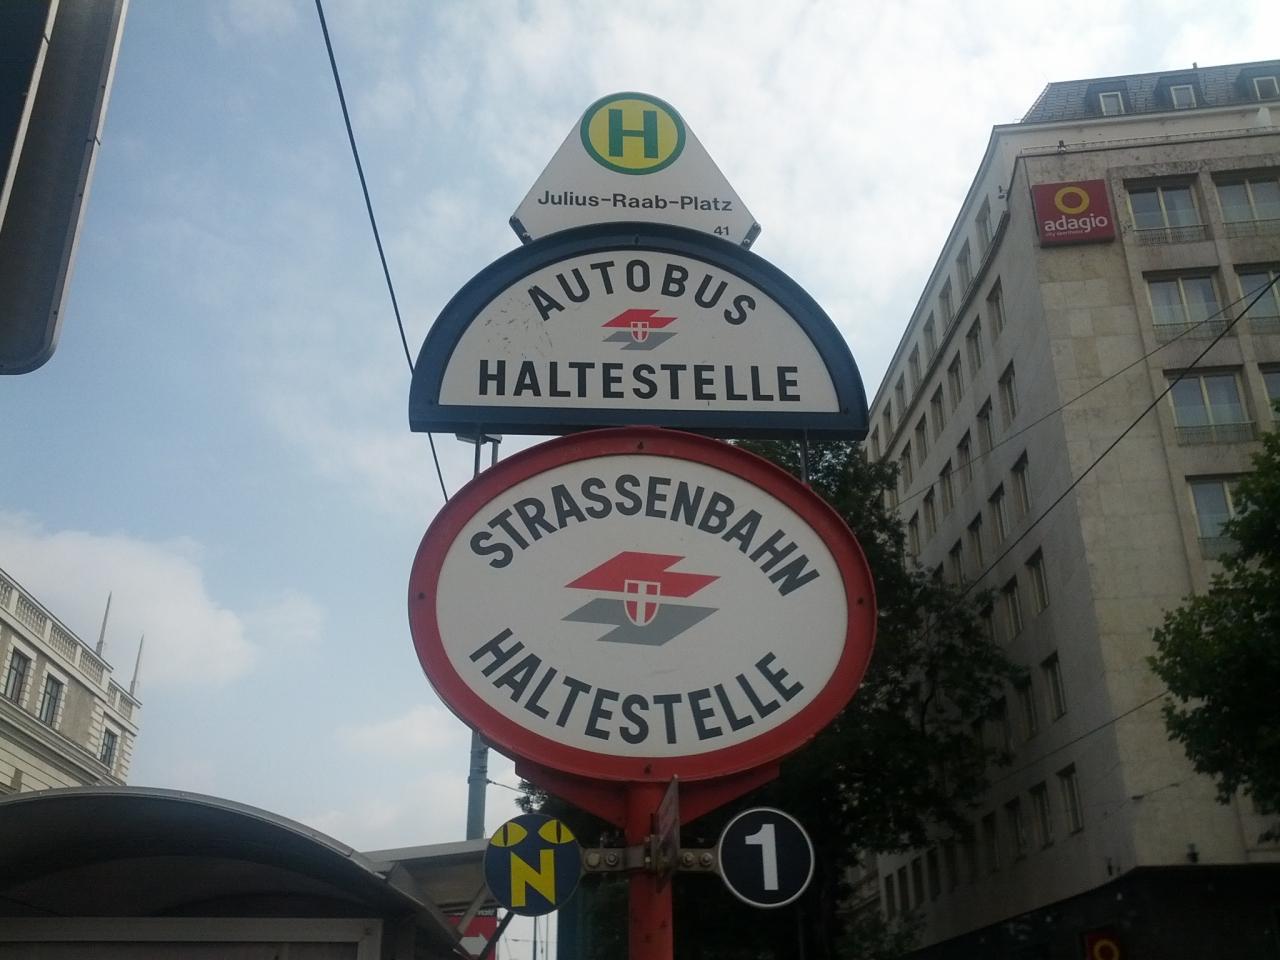 H
Julius-Raab-Platz
41
AUTOBUS
HALTESTELLE
STRASSENBAHN
HALTESTELLE
N
1
adagio